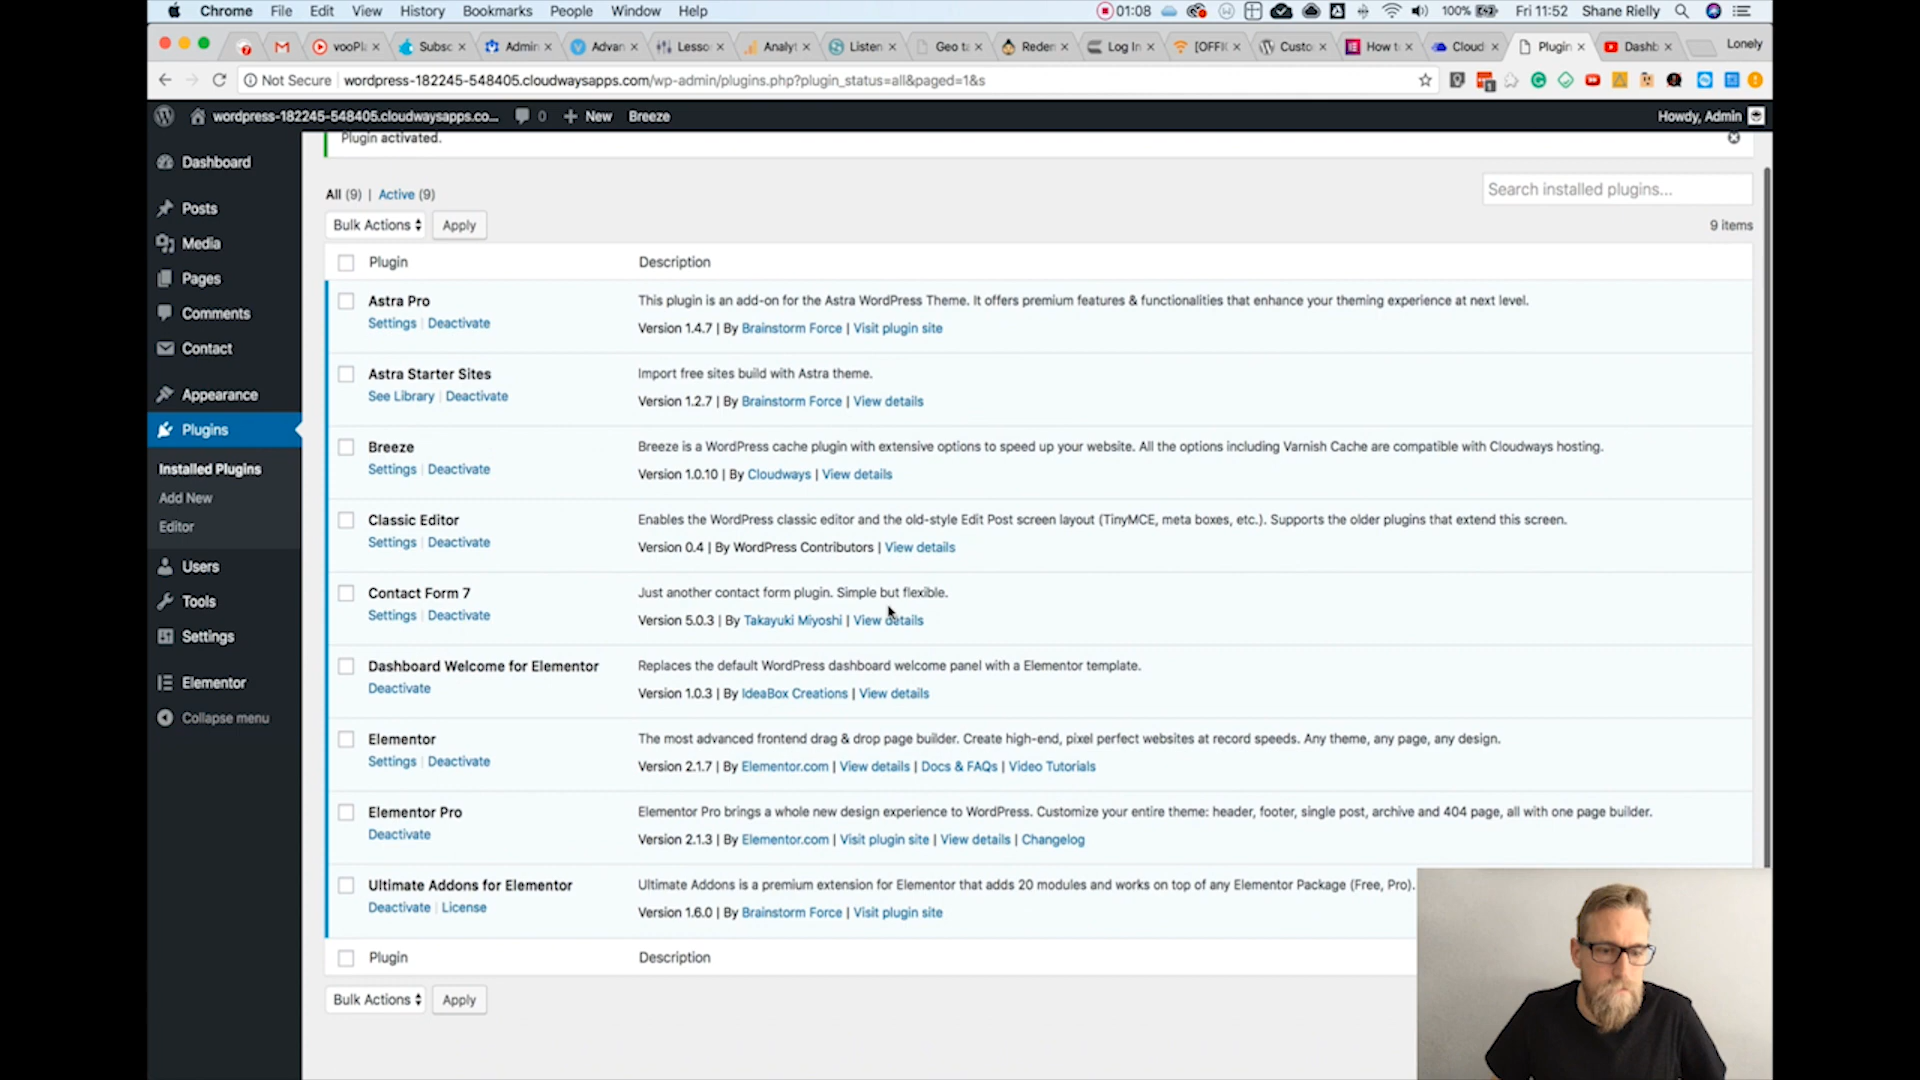 Chrome File Edit View History Bookmarks People Window Help 01:08 100% Fri 11:52 Shane Rielly
vooPl Subsc Admin Advan Lesso Analyt Listen Geo ta Reden Log In [OFFI Custo How t Cloud Plugin Dashb Lonely
Not Secure wordpress-182245-548405.cloudwaysapps.com/wp-admin/plugins.php?plugin_status=all&paged=1&s
wordpress-182245-548405.cloudwaysapps.co... 0 New Breeze Howdy, Admin
Plugin activated.
Dashboard
Posts
Media
Pages
Comments
Contact
Appearance
Plugins
Installed Plugins
Add New
Editor
Users
Tools
Settings
Elementor
Collapse menu
All (9) | Active (9)
Search installed plugins...
Bulk Actions Apply
9 items
Plugin Description
Astra Pro
Settings | Deactivate
This plugin is an add-on for the Astra WordPress Theme. It offers premium features & functionalities that enhance your theming experience at next level.
Version 1.4.7 | By Brainstorm Force | Visit plugin site
Astra Starter Sites
See Library | Deactivate
Import free sites build with Astra theme.
Version 1.2.7 | By Brainstorm Force | View details
Breeze
Settings | Deactivate
Breeze is a WordPress cache plugin with extensive options to speed up your website. All the options including Varnish Cache are compatible with Cloudways hosting.
Version 1.0.10 | By Cloudways | View details
Classic Editor
Settings | Deactivate
Enables the WordPress classic editor and the old-style Edit Post screen layout (TinyMCE, meta boxes, etc.). Supports the older plugins that extend this screen.
Version 0.4 | By WordPress Contributors | View details
Contact Form 7
Settings | Deactivate
Just another contact form plugin. Simple but flexible.
Version 5.0.3 | By Takayuki Miyoshi | View details
Dashboard Welcome for Elementor
Deactivate
Replaces the default WordPress dashboard welcome panel with a Elementor template.
Version 1.0.3 | By IdeaBox Creations | View details
Elementor
Settings | Deactivate
The most advanced frontend drag & drop page builder. Create high-end, pixel perfect websites at record speeds. Any theme, any page, any design.
Version 2.1.7 | By Elementor.com | View details | Docs & FAQs | Video Tutorials
Elementor Pro
Deactivate
Elementor Pro brings a whole new design experience to WordPress. Customize your entire theme: header, footer, single post, archive and 404 page, all with one page builder.
Version 2.1.3 | By Elementor.com | Visit plugin site | View details | Changelog
Ultimate Addons for Elementor
Deactivate | License
Ultimate Addons is a premium extension for Elementor that adds 20 modules and works on top of any Elementor Package (Free, Pro).
Version 1.6.0 | By Brainstorm Force | Visit plugin site
Plugin Description
Bulk Actions Apply